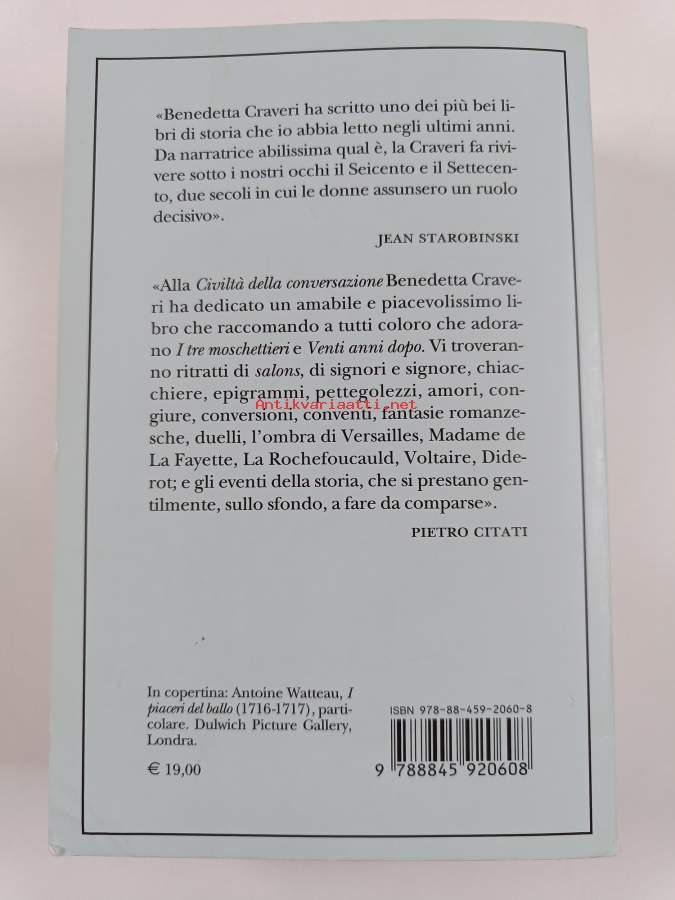 «Benedetta Craveri ha scritto uno dei più bei li-
bri di storia che io abbia letto negli ultimi anni.
Da narratrice abilissima qual è, la Craveri fa rivi-
vere sotto i nostri occhi il Seicento e il Settecen-
to, due secoli in cui le donne assunsero un ruolo
decisivo».
JEAN STAROBINSKI
«Alla Civiltà della conversazione Benedetta Crave-
ri ha dedicato un amabile e piacevolissimo li-
bro che raccomando a tutti coloro che adora-
no I tre moschettieri e Venti anni dopo. Vi troveran-
no ritratti di salons, di signori e signore, chiac-
chiere, epigrammi, pettegolezzi, amori, con-
Antikvariaatti.net
giure, conversioni, conventi, fantasie romanze-
sche, duelli, l'ombra di Versailles, Madame de
La Fayette, La Rochefoucauld, Voltaire, Dide-
rot; e gli eventi della storia, che si prestano gen-
tilmente, sullo sfondo, a fare da comparse».
PIETRO CITATI
In copertina: Antoine Watteau, I
piaceri del ballo (1716-1717), parti-
colare. Dulwich Picture Gallery,
Londra.
€ 19,00
ISBN 978-88-459-2060-8
9 788845 920608